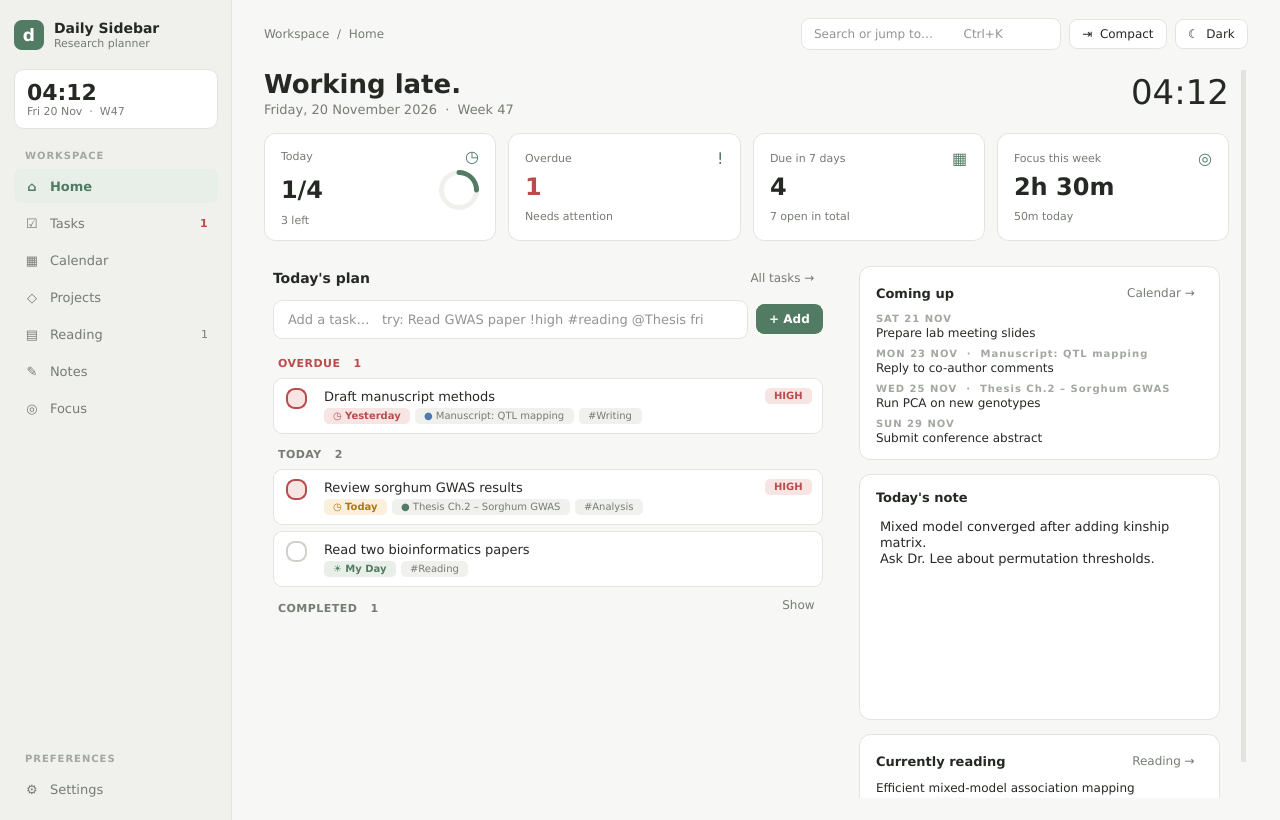 d
Daily Sidebar
Research planner
04:12
Fri 20 Nov · W47
WORKSPACE
Home
Tasks 1
Calendar
Projects
Reading 1
Notes
Focus
PREFERENCES
Settings
Workspace / Home
Search or jump to… Ctrl+K
Compact
Dark
Working late.
Friday, 20 November 2026 · Week 47
04:12
Today
1/4
3 left
Overdue !
1
Needs attention
Due in 7 days
4
7 open in total
Focus this week
2h 30m
50m today
Today's plan
All tasks →
Add a task… try: Read GWAS paper !high #reading @Thesis fri
+ Add
OVERDUE 1
Draft manuscript methods
HIGH
Yesterday
Manuscript: QTL mapping
#Writing
TODAY 2
Review sorghum GWAS results
HIGH
Today
Thesis Ch.2 – Sorghum GWAS
#Analysis
Read two bioinformatics papers
My Day
#Reading
COMPLETED 1
Show
Coming up
Calendar →
SAT 21 NOV
Prepare lab meeting slides
MON 23 NOV · Manuscript: QTL mapping
Reply to co-author comments
WED 25 NOV · Thesis Ch.2 – Sorghum GWAS
Run PCA on new genotypes
SUN 29 NOV
Submit conference abstract
Today's note
Mixed model converged after adding kinship
matrix.
Ask Dr. Lee about permutation thresholds.
Currently reading
Reading →
Efficient mixed-model association mapping